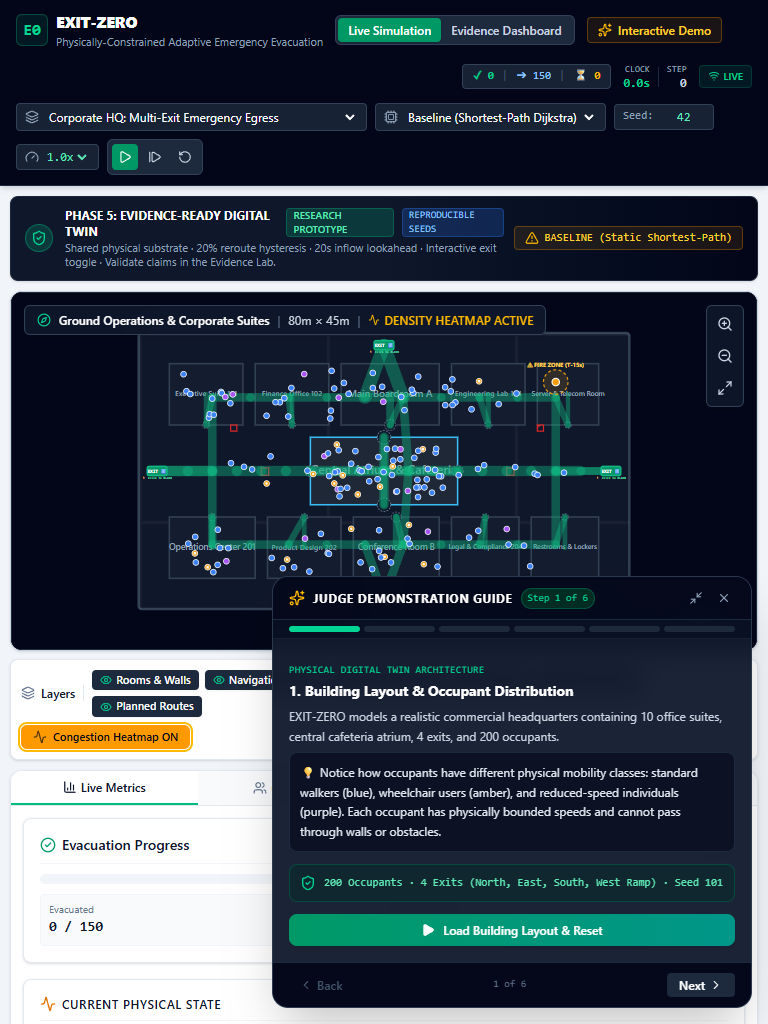 E0
EXIT-ZERO
Physically-Constrained Adaptive Emergency Evacuation
Live Simulation
Evidence Dashboard
Interactive Demo
✓ 0 | → 150 | ⏳ 0
CLOCK
0.0s
STEP
0
LIVE
Corporate HQ: Multi-Exit Emergency Egress
Baseline (Shortest-Path Dijkstra)
Seed: 42
1.0x
PHASE 5: EVIDENCE-READY DIGITAL
TWIN
RESEARCH
PROTOTYPE
REPRODUCIBLE
SEEDS
Shared physical substrate · 20% reroute hysteresis · 20s inflow lookahead · Interactive exit
toggle · Validate claims in the Evidence Lab.
BASELINE (Static Shortest-Path)
Ground Operations & Corporate Suites | 80m × 45m | DENSITY HEATMAP ACTIVE
EXIT
FIRE ZONE (T-15s)
Finance Office 102
Main Boardroom A
Engineering Lab
Server & Telecom Room
EXIT
EXIT
Operations Center 201
Product Design 202
Conference Room B
Legal & Compliance
Restrooms & Lockers
Layers
Rooms & Walls
Planned Routes
Congestion Heatmap ON
Live Metrics
Evacuation Progress
Evacuated
0 / 150
CURRENT PHYSICAL STATE
JUDGE DEMONSTRATION GUIDE
Step 1 of 6
PHYSICAL DIGITAL TWIN ARCHITECTURE
1. Building Layout & Occupant Distribution
EXIT-ZERO models a realistic commercial headquarters containing 10 office suites,
central cafeteria atrium, 4 exits, and 200 occupants.
💡 Notice how occupants have different physical mobility classes: standard
walkers (blue), wheelchair users (amber), and reduced-speed individuals
(purple). Each occupant has physically bounded speeds and cannot pass
through walls or obstacles.
200 Occupants · 4 Exits (North, East, South, West Ramp) · Seed 101
Load Building Layout & Reset
Back
1 of 6
Next